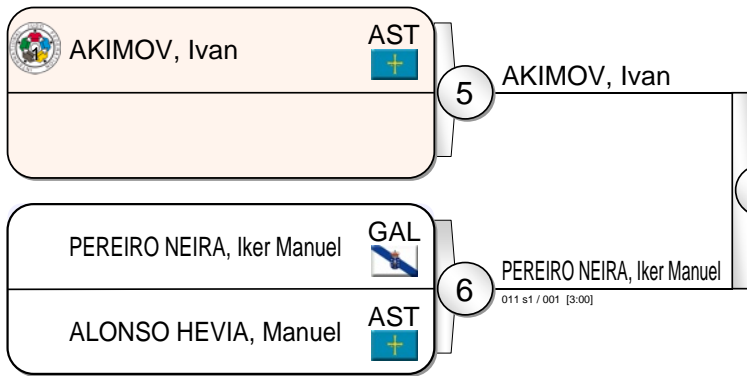 1
AKIMOV, Ivan
AST
5
AKIMOV, Ivan
PEREIRO NEIRA, Iker Manuel
GAL
6
PEREIRO NEIRA, Iker Manuel
011 s1 / 001 [3:00]
ALONSO HEVIA, Manuel
AST